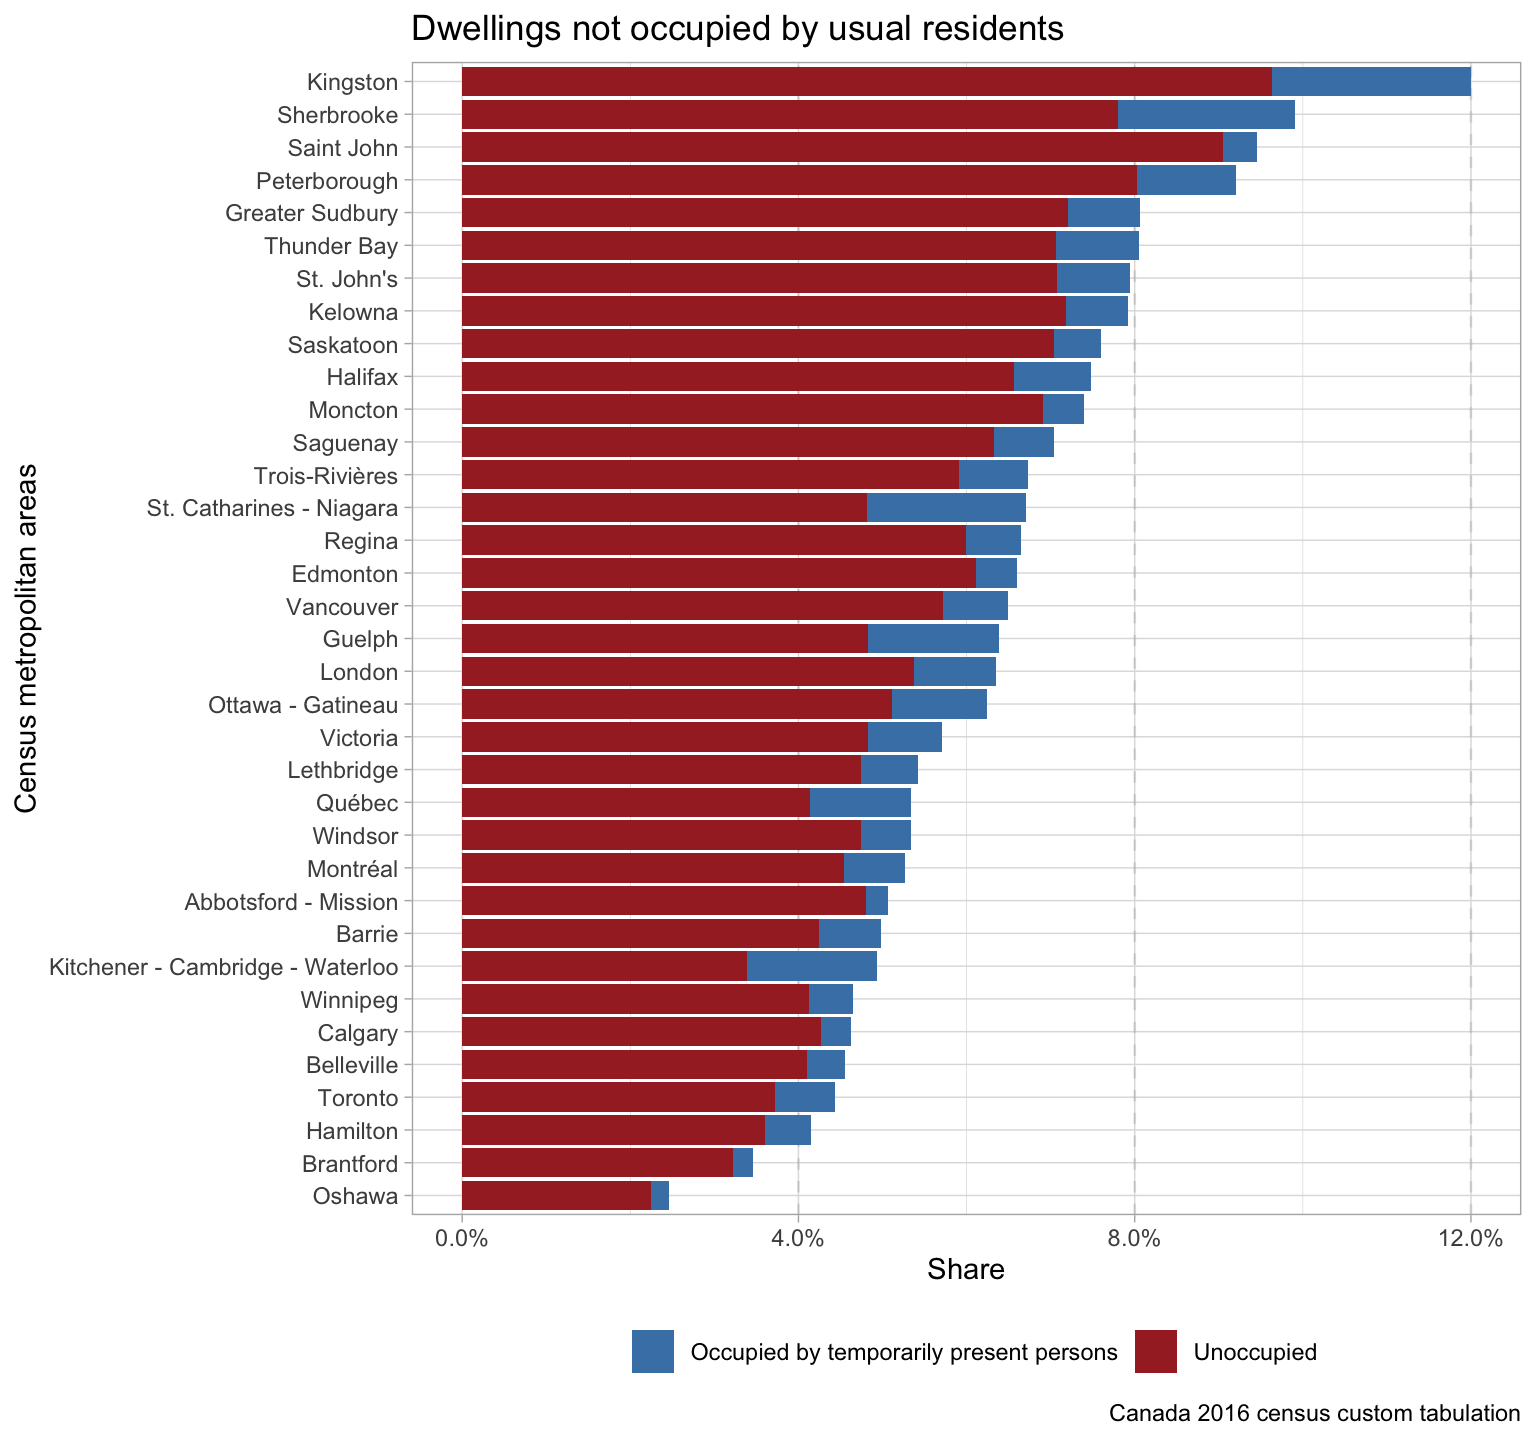 Dwellings not occupied by usual residents
Census metropolitan areas
Kingston
Sherbrooke
Saint John
Peterborough
Greater Sudbury
Thunder Bay
St. John's
Kelowna
Saskatoon
Halifax
Moncton
Saguenay
Trois-Rivières
St. Catharines - Niagara
Regina
Edmonton
Vancouver
Guelph
London
Ottawa - Gatineau
Victoria
Lethbridge
Québec
Windsor
Montréal
Abbotsford - Mission
Barrie
Kitchener - Cambridge - Waterloo
Winnipeg
Calgary
Belleville
Toronto
Hamilton
Brantford
Oshawa
0.0% 4.0% 8.0% 12.0%
Share
Occupied by temporarily present persons Unoccupied
Canada 2016 census custom tabulation